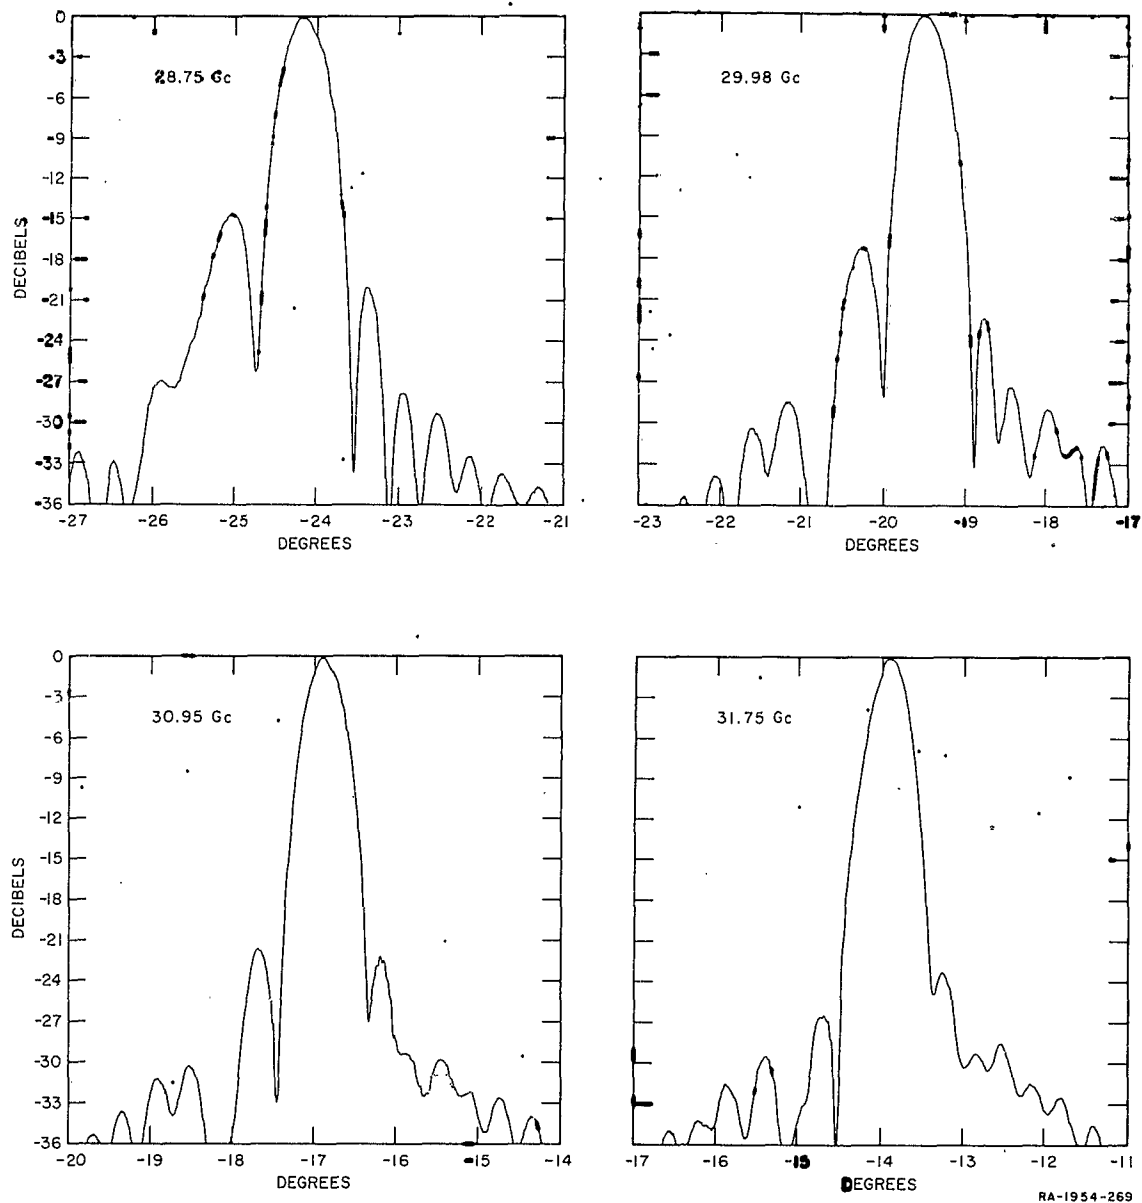 0
-3
-6
-9
-12
-15
-18
-21
-24
-27
-30
-33
-36
DECIBELS
28.75 Gc
-27 -26 -25 -24 -23 -22 -21
DEGREES
29.98 Gc
-23 -22 -21 -20 -19 -18 -17
DEGREES
0
-3
-6
-9
-12
-15
-18
-21
-24
-27
-30
-33
-36
DECIBELS
30.95 Gc
-20 -19 -18 -17 -16 -15 -14
DEGREES
31.75 Gc
-17 -16 -15 -14 -13 -12 -11
DEGREES
RA-1954-269